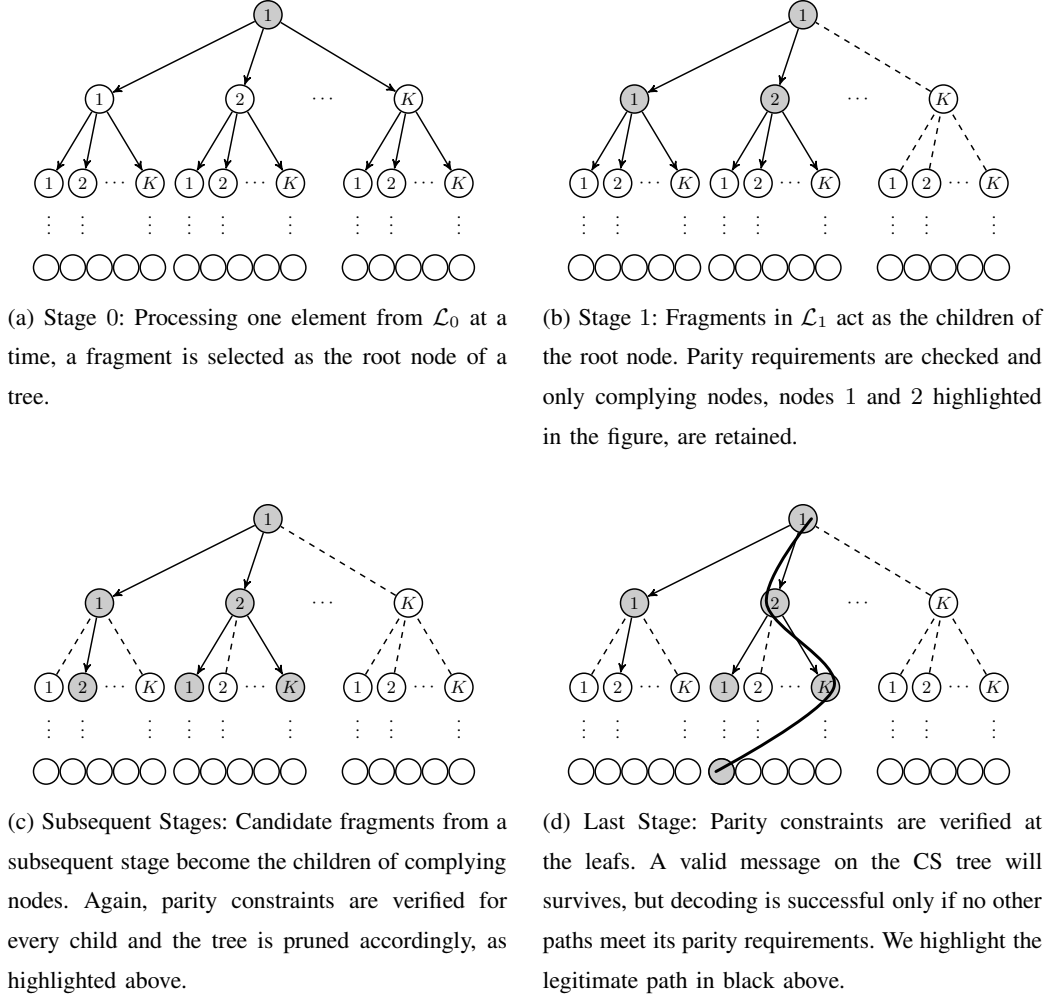 1
1 2 ··· K
1 2 ··· K 1 2 ··· K 1 2 ··· K
(a) Stage 0: Processing one element from ℒ₀ at a
time, a fragment is selected as the root node of a
tree.
1
1 2 ··· K
1 2 ··· K 1 2 ··· K 1 2 ··· K
(b) Stage 1: Fragments in ℒ₁ act as the children of
the root node. Parity requirements are checked and
only complying nodes, nodes 1 and 2 highlighted
in the figure, are retained.
1
1 2 ··· K
1 2 ··· K 1 2 ··· K 1 2 ··· K
(c) Subsequent Stages: Candidate fragments from a
subsequent stage become the children of complying
nodes. Again, parity constraints are verified for
every child and the tree is pruned accordingly, as
highlighted above.
1
1 2 ··· K
1 2 ··· K 1 2 ··· K 1 2 ··· K
(d) Last Stage: Parity constraints are verified at
the leafs. A valid message on the CS tree will
survives, but decoding is successful only if no other
paths meet its parity requirements. We highlight the
legitimate path in black above.